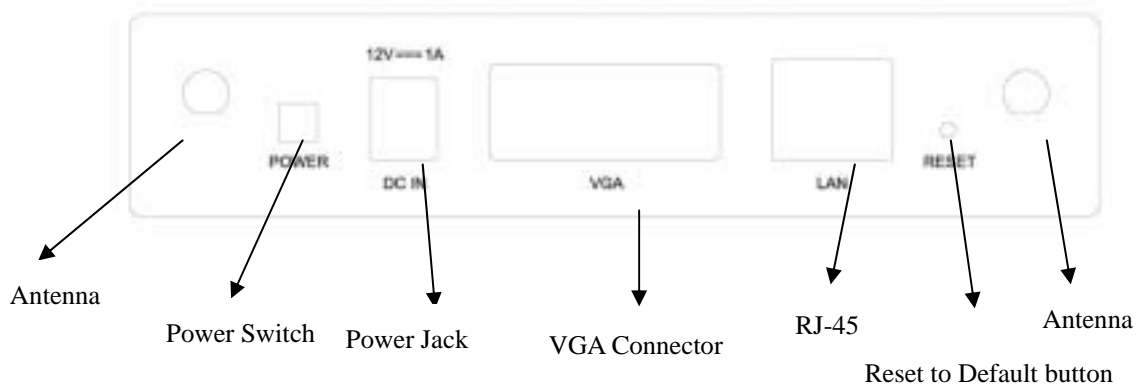 12V⎓1A
POWER
DC IN
VGA
LAN
RESET
Antenna
Power Switch
Power Jack
VGA Connector
RJ-45
Antenna
Reset to Default button